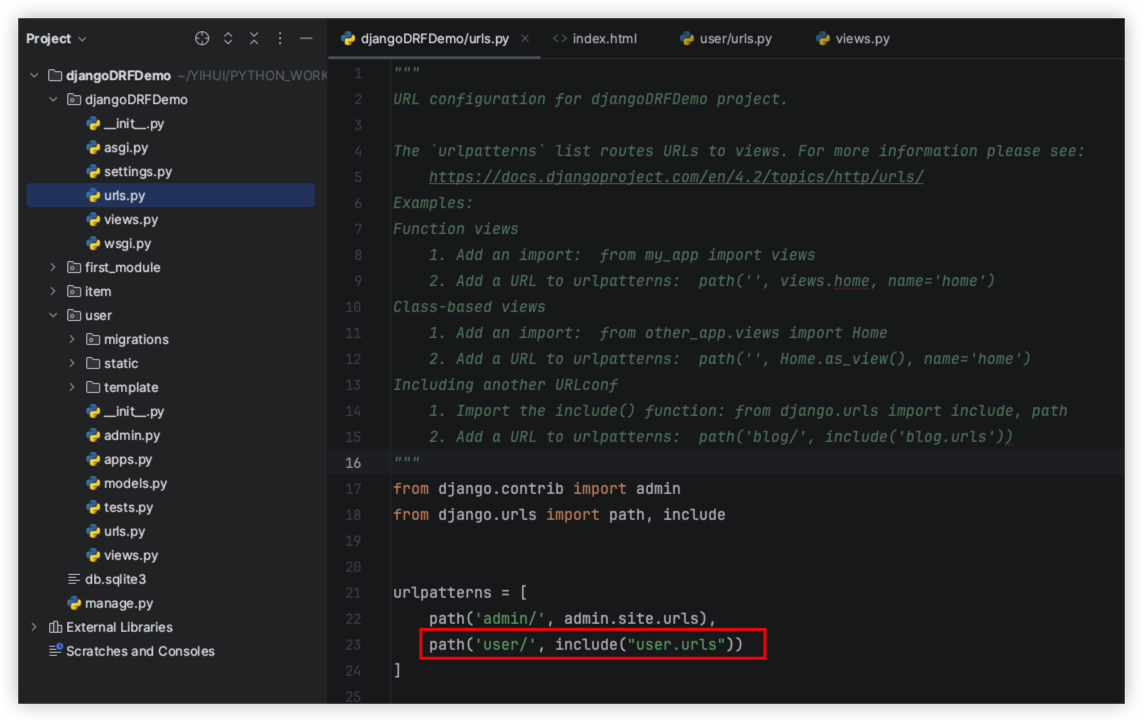 Project
djangoDRFDemo ~/YIHUI/PYTHON_WORK
djangoDRFDemo
__init__.py
asgi.py
settings.py
urls.py
views.py
wsgi.py
first_module
item
user
migrations
static
template
__init__.py
admin.py
apps.py
models.py
tests.py
urls.py
views.py
db.sqlite3
manage.py
External Libraries
Scratches and Consoles
djangoDRFDemo/urls.py index.html user/urls.py views.py
1 """
2 URL configuration for djangoDRFDemo project.
3
4 The `urlpatterns` list routes URLs to views. For more information please see:
5 https://docs.djangoproject.com/en/4.2/topics/http/urls/
6 Examples:
7 Function views
8 1. Add an import:  from my_app import views
9 2. Add a URL to urlpatterns:  path('', views.home, name='home')
10 Class-based views
11 1. Add an import:  from other_app.views import Home
12 2. Add a URL to urlpatterns:  path('', Home.as_view(), name='home')
13 Including another URLconf
14 1. Import the include() function: from django.urls import include, path
15 2. Add a URL to urlpatterns:  path('blog/', include('blog.urls'))
16 """
17 from django.contrib import admin
18 from django.urls import path, include
19
20
21 urlpatterns = [
22 path('admin/', admin.site.urls),
23 path('user/', include("user.urls"))
24 ]
25